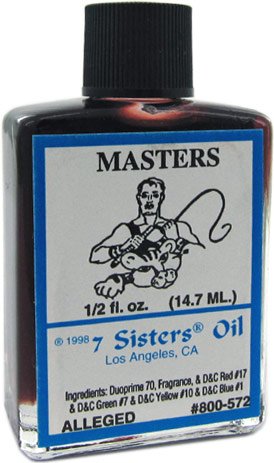 MASTERS
1/2 fl. oz. (14.7 ML.)
® 1998 7 Sisters® Oil
Los Angeles, CA
Ingredients: Duoprime 70, Fragrance, & D&C Red #17
& D&C Green #7 & D&C Yellow #10 & D&C Blue #1
ALLEGED #800-572